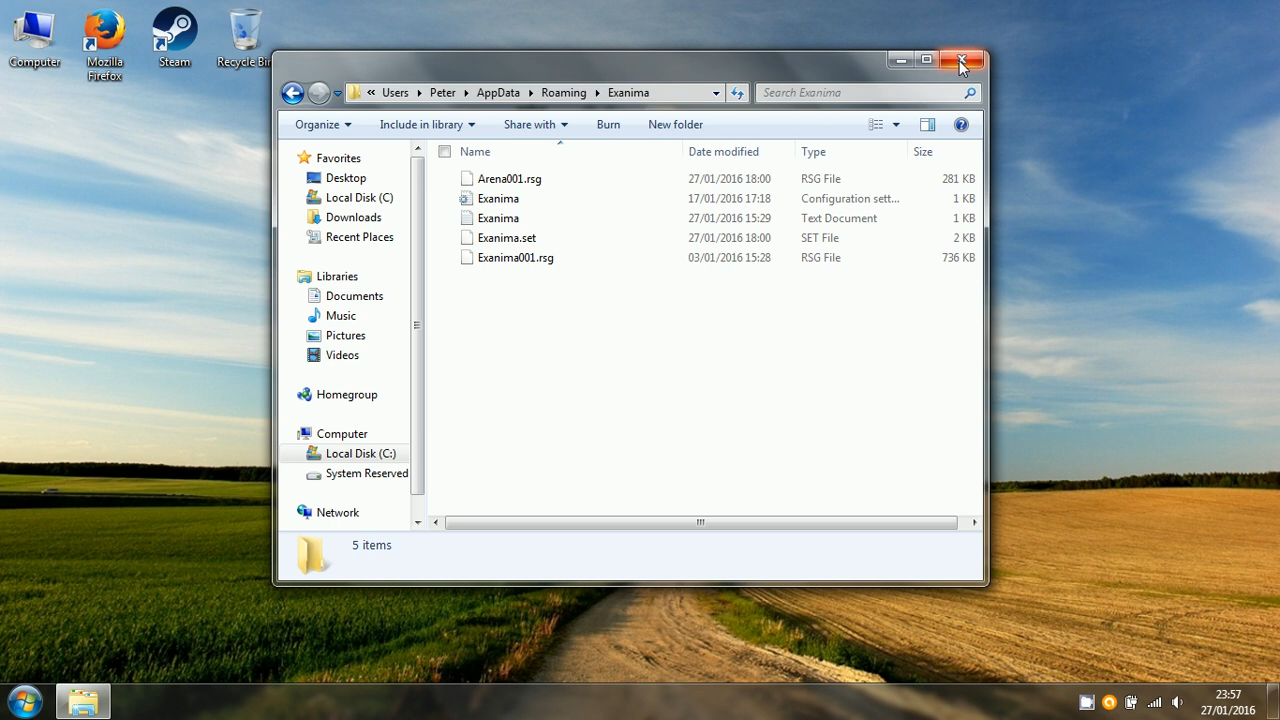 Computer
Mozilla
Firefox
Steam
Recycle Bin
« Users Peter AppData Roaming Exanima
Search Exanima
Organize Include in library Share with Burn New folder
Favorites
Desktop
Local Disk (C)
Downloads
Recent Places
Libraries
Documents
Music
Pictures
Videos
Homegroup
Computer
Local Disk (C:)
System Reserved
Network
Name Date modified Type Size
Arena001.rsg 27/01/2016 18:00 RSG File 281 KB
Exanima 17/01/2016 17:18 Configuration sett... 1 KB
Exanima 27/01/2016 15:29 Text Document 1 KB
Exanima.set 27/01/2016 18:00 SET File 2 KB
Exanima001.rsg 03/01/2016 15:28 RSG File 736 KB
5 items
23:57
27/01/2016